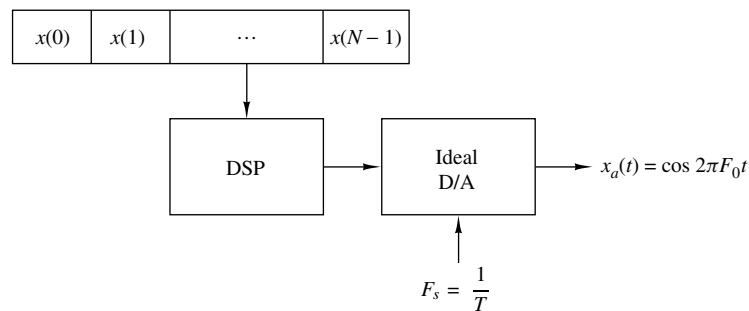 x(0) x(1) ⋯ x(N – 1)
DSP
Ideal
D/A
x_a(t) = cos 2πF_0t
F_s = 1/T